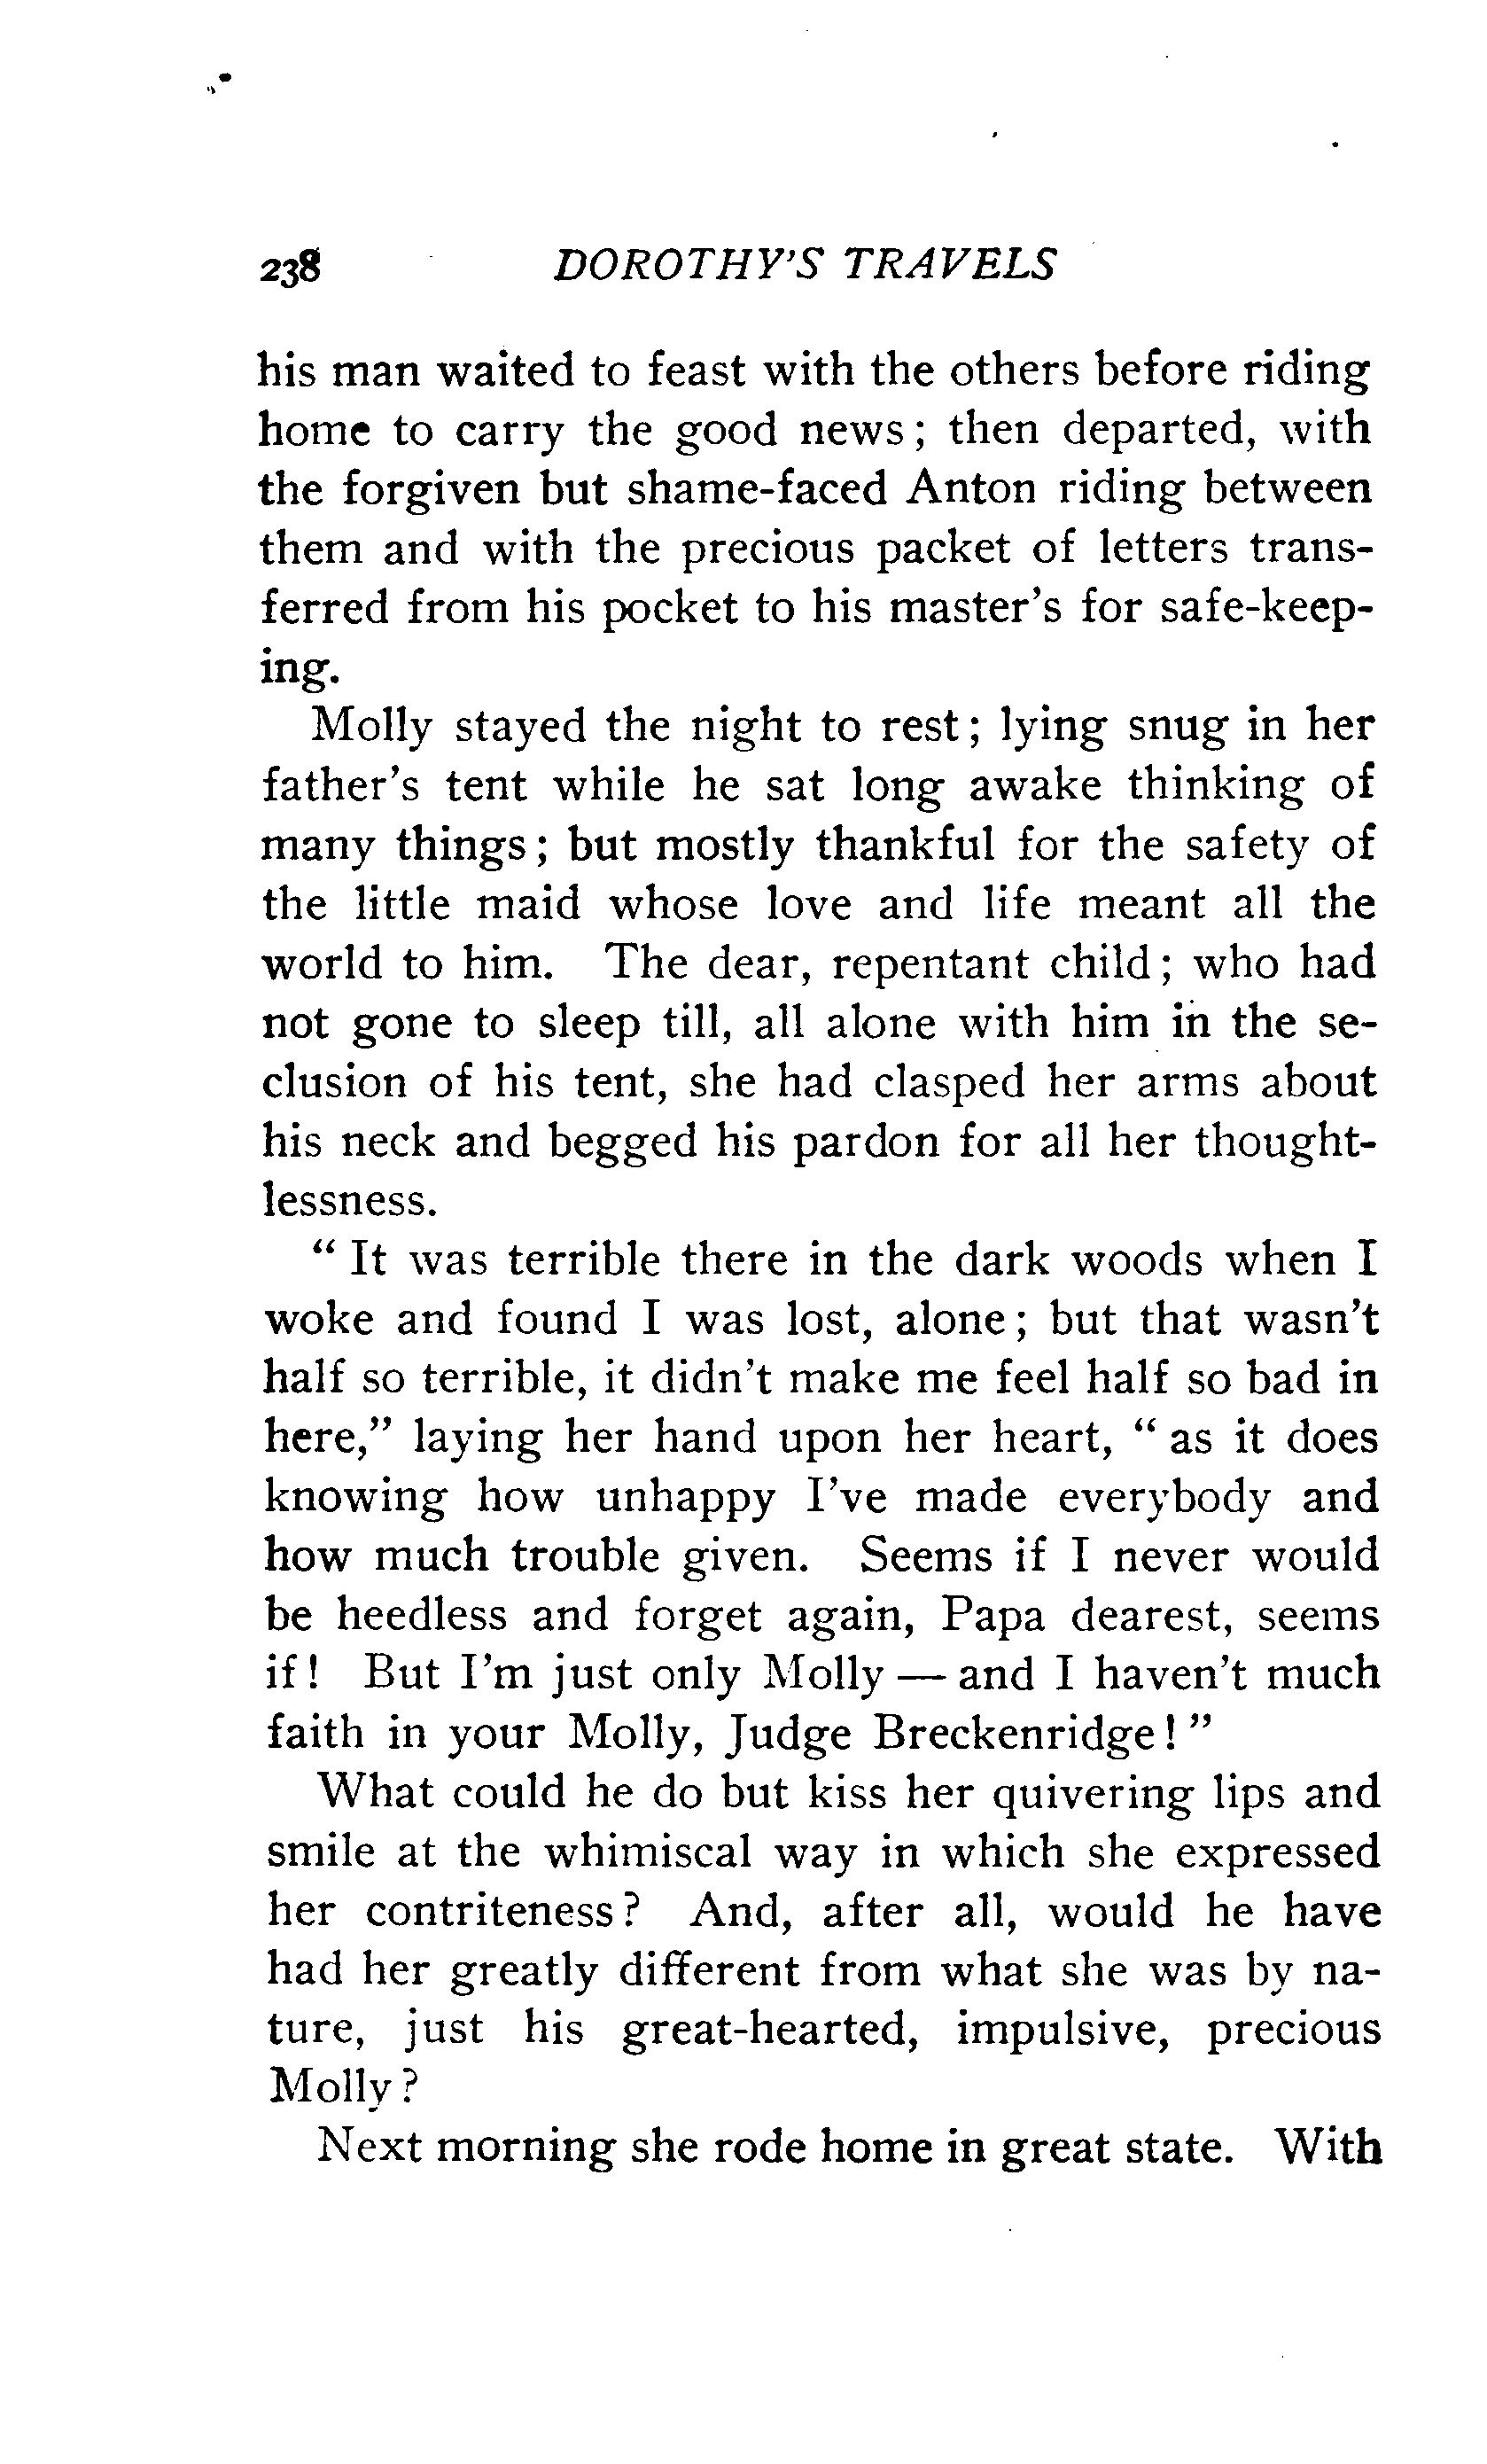 238 DOROTHY'S TRAVELS
his man waited to feast with the others before riding
home to carry the good news; then departed, with
the forgiven but shame-faced Anton riding between
them and with the precious packet of letters trans-
ferred from his pocket to his master's for safe-keep-
ing.
Molly stayed the night to rest; lying snug in her
father's tent while he sat long awake thinking of
many things; but mostly thankful for the safety of
the little maid whose love and life meant all the
world to him. The dear, repentant child; who had
not gone to sleep till, all alone with him in the se-
clusion of his tent, she had clasped her arms about
his neck and begged his pardon for all her thought-
lessness.
"It was terrible there in the dark woods when I
woke and found I was lost, alone; but that wasn't
half so terrible, it didn't make me feel half so bad in
here," laying her hand upon her heart, "as it does
knowing how unhappy I've made everybody and
how much trouble given. Seems if I never would
be heedless and forget again, Papa dearest, seems
if! But I'm just only Molly — and I haven't much
faith in your Molly, Judge Breckenridge!"
What could he do but kiss her quivering lips and
smile at the whimiscal way in which she expressed
her contriteness? And, after all, would he have
had her greatly different from what she was by na-
ture, just his great-hearted, impulsive, precious
Molly?
Next morning she rode home in great state. With